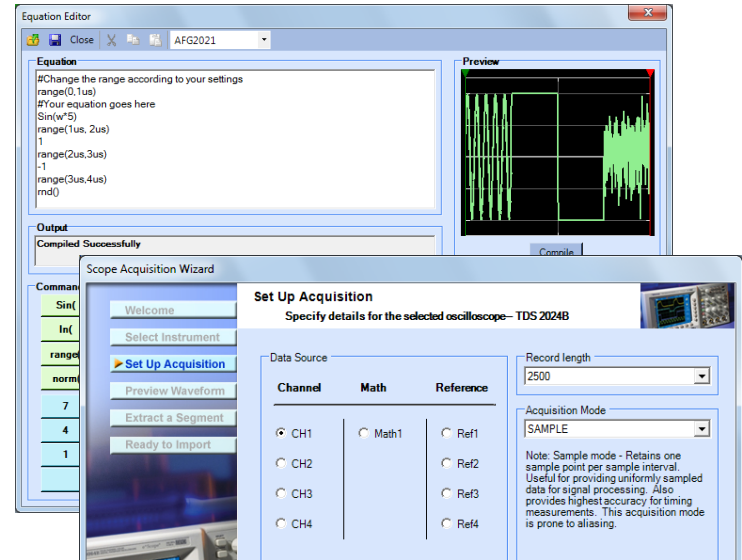 Equation Editor
Close
AFG2021
Equation
#Change the range according to your settings
range(0,1us)
#Your equation goes here
Sin(w*5)
range(1us, 2us)
1
range(2us,3us)
-1
range(3us,4us)
rnd()
Preview
Output
Compiled Successfully
Compile
Scope Acquisition Wizard
Sin(
ln(
range(
norm(
7
4
1
Welcome
Select Instrument
Set Up Acquisition
Preview Waveform
Extract a Segment
Ready to Import
Set Up Acquisition
Specify details for the selected oscilloscope– TDS 2024B
Data Source
Channel Math Reference
CH1 Math1 Ref1
CH2 Ref2
CH3 Ref3
CH4 Ref4
Record length
2500
Acquisition Mode
SAMPLE
Note: Sample mode - Retains one
sample point per sample interval.
Useful for providing uniformly sampled
data for signal processing. Also
provides highest accuracy for timing
measurements. This acquisition mode
is prone to aliasing.